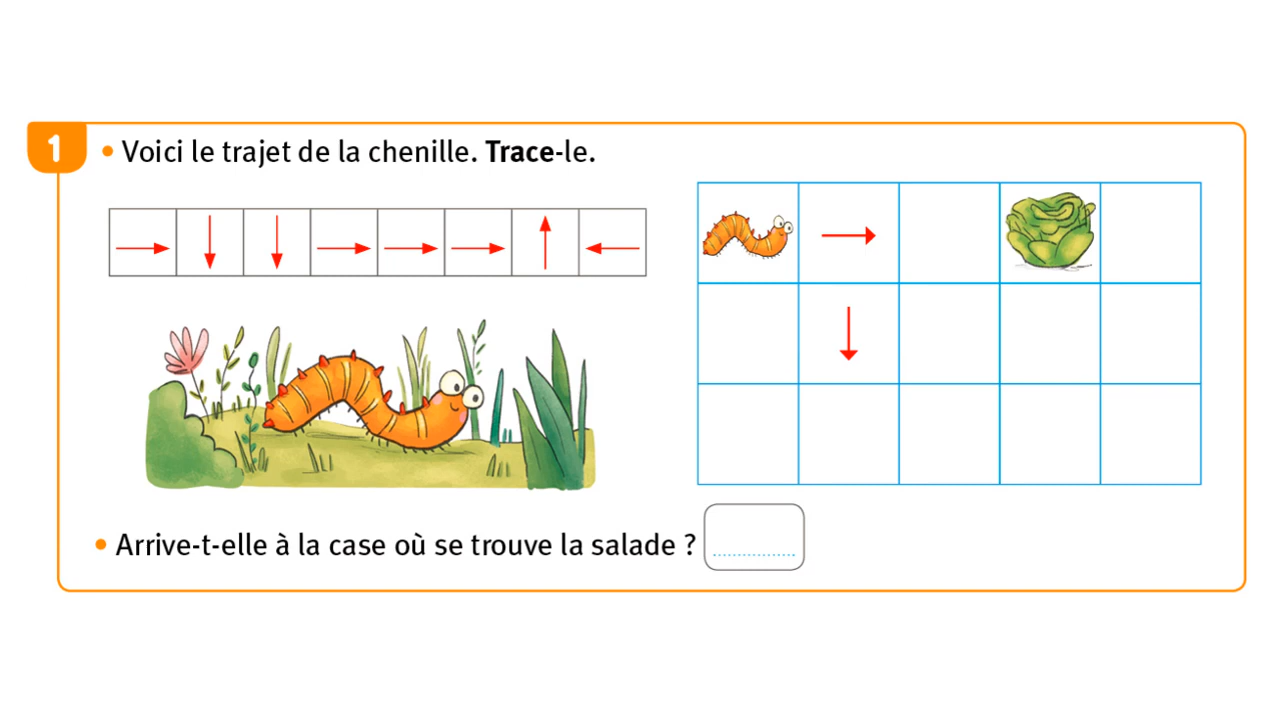 1
• Voici le trajet de la chenille. Trace-le.
• Arrive-t-elle à la case où se trouve la salade ?